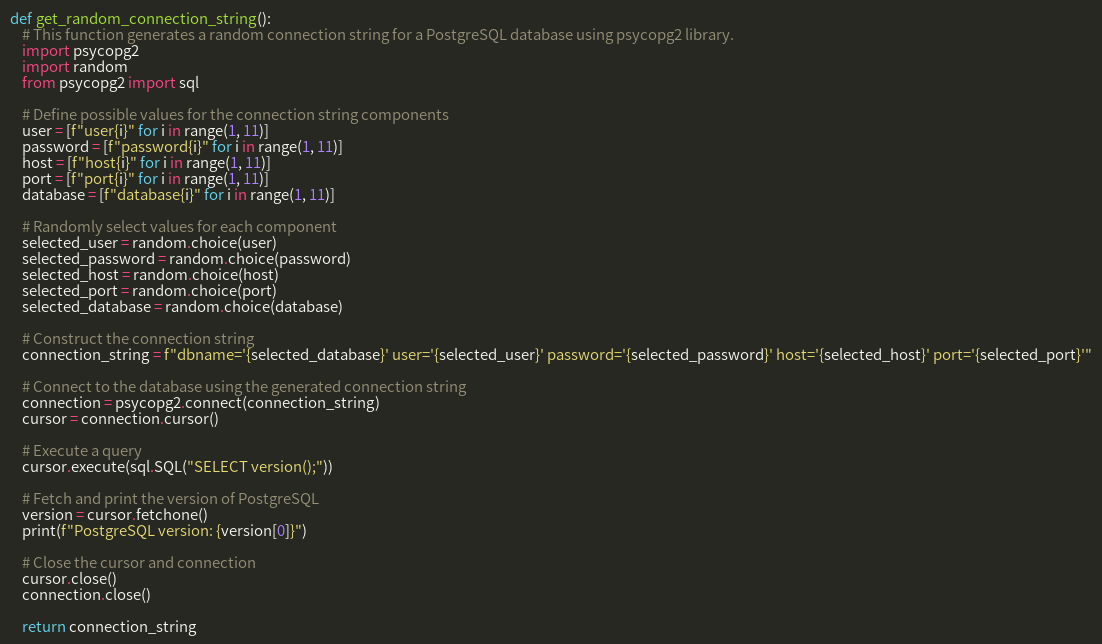 def get_random_connection_string():
    # This function generates a random connection string for a PostgreSQL database using psycopg2 library.
    import psycopg2
    import random
    from psycopg2 import sql

    # Define possible values for the connection string components
    user = [f"user{i}" for i in range(1, 11)]
    password = [f"password{i}" for i in range(1, 11)]
    host = [f"host{i}" for i in range(1, 11)]
    port = [f"port{i}" for i in range(1, 11)]
    database = [f"database{i}" for i in range(1, 11)]

    # Randomly select values for each component
    selected_user = random.choice(user)
    selected_password = random.choice(password)
    selected_host = random.choice(host)
    selected_port = random.choice(port)
    selected_database = random.choice(database)

    # Construct the connection string
    connection_string = f"dbname='{selected_database}' user='{selected_user}' password='{selected_password}' host='{selected_host}' port='{selected_port}'"

    # Connect to the database using the generated connection string
    connection = psycopg2.connect(connection_string)
    cursor = connection.cursor()

    # Execute a query
    cursor.execute(sql.SQL("SELECT version();"))

    # Fetch and print the version of PostgreSQL
    version = cursor.fetchone()
    print(f"PostgreSQL version: {version[0]}")

    # Close the cursor and connection
    cursor.close()
    connection.close()

    return connection_string